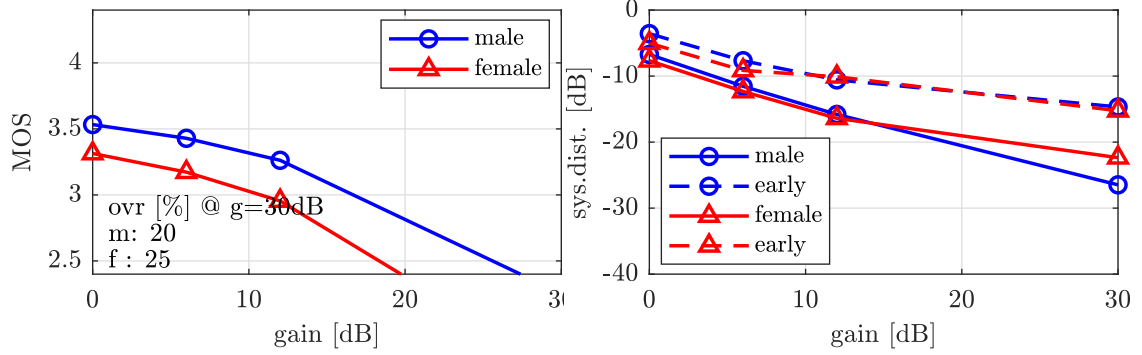 4
3.5
3
2.5
MOS
male
female
ovr [%] @ g=30dB
m: 20
f : 25
0
10
20
30
gain [dB]
0
-10
-20
-30
-40
sys.dist. [dB]
male
early
female
early
0
10
20
30
gain [dB]